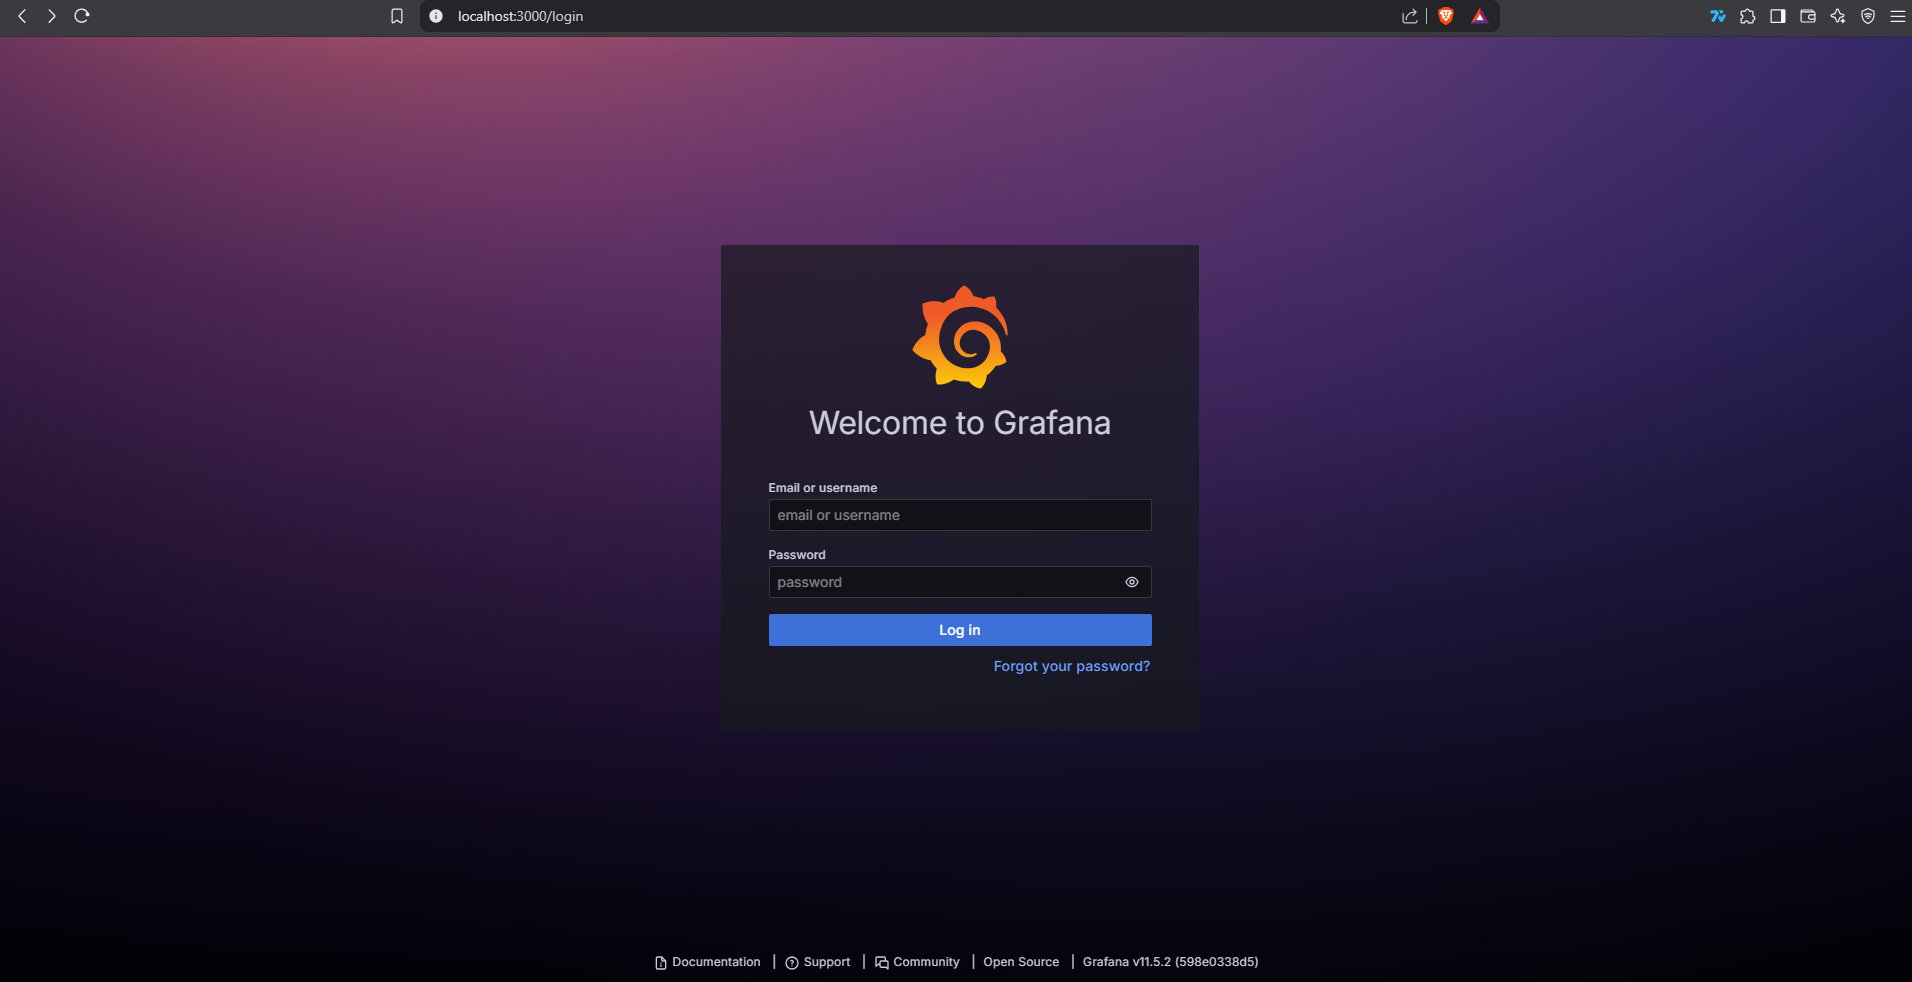 localhost:3000/login
Welcome to Grafana
Email or username
email or username
Password
password
Log in
Forgot your password?
Documentation | Support | Community | Open Source | Grafana v11.5.2 (598e0338d5)